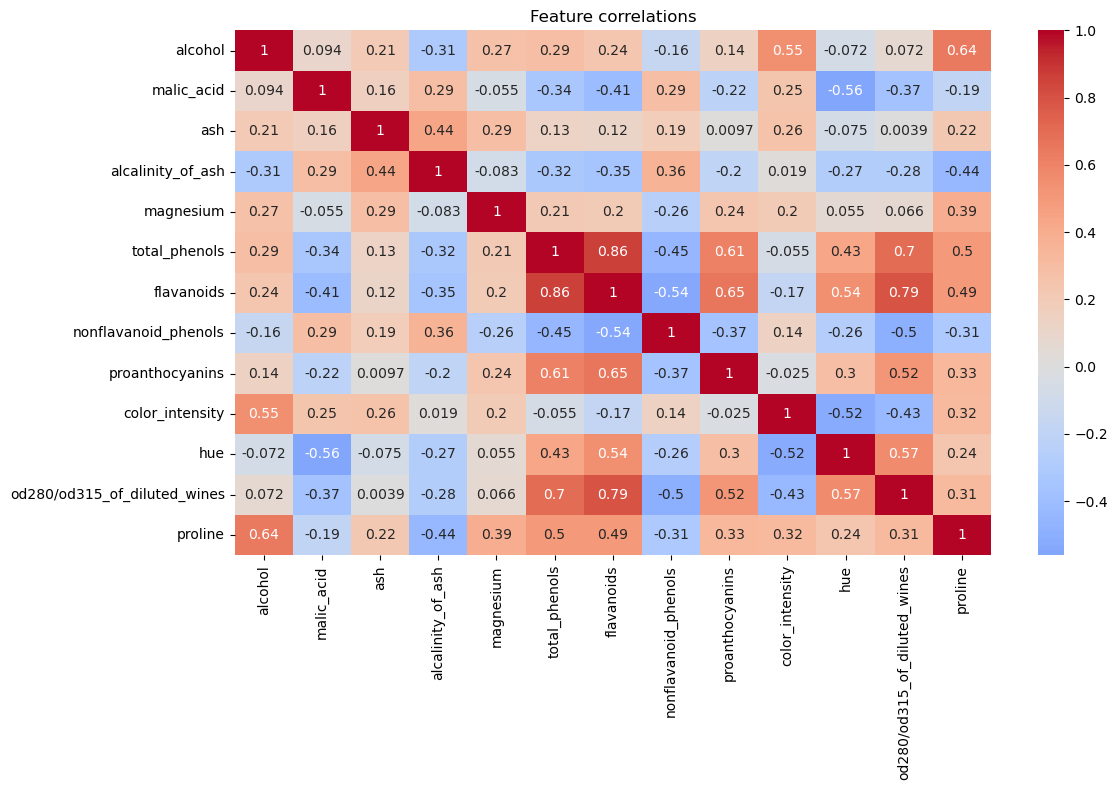 Feature correlations
alcohol 1 0.094 0.21 -0.31 0.27 0.29 0.24 -0.16 0.14 0.55 -0.072 0.072 0.64
malic_acid 0.094 1 0.16 0.29 -0.055 -0.34 -0.41 0.29 -0.22 0.25 -0.56 -0.37 -0.19
ash 0.21 0.16 1 0.44 0.29 0.13 0.12 0.19 0.0097 0.26 -0.075 0.0039 0.22
alcalinity_of_ash -0.31 0.29 0.44 1 -0.083 -0.32 -0.35 0.36 -0.2 0.019 -0.27 -0.28 -0.44
magnesium 0.27 -0.055 0.29 -0.083 1 0.21 0.2 -0.26 0.24 0.2 0.055 0.066 0.39
total_phenols 0.29 -0.34 0.13 -0.32 0.21 1 0.86 -0.45 0.61 -0.055 0.43 0.7 0.5
flavanoids 0.24 -0.41 0.12 -0.35 0.2 0.86 1 -0.54 0.65 -0.17 0.54 0.79 0.49
nonflavanoid_phenols -0.16 0.29 0.19 0.36 -0.26 -0.45 -0.54 1 -0.37 0.14 -0.26 -0.5 -0.31
proanthocyanins 0.14 -0.22 0.0097 -0.2 0.24 0.61 0.65 -0.37 1 -0.025 0.3 0.52 0.33
color_intensity 0.55 0.25 0.26 0.019 0.2 -0.055 -0.17 0.14 -0.025 1 -0.52 -0.43 0.32
hue -0.072 -0.56 -0.075 -0.27 0.055 0.43 0.54 -0.26 0.3 -0.52 1 0.57 0.24
od280/od315_of_diluted_wines 0.072 -0.37 0.0039 -0.28 0.066 0.7 0.79 -0.5 0.52 -0.43 0.57 1 0.31
proline 0.64 -0.19 0.22 -0.44 0.39 0.5 0.49 -0.31 0.33 0.32 0.24 0.31 1
alcohol
malic_acid
ash
alcalinity_of_ash
magnesium
total_phenols
flavanoids
nonflavanoid_phenols
proanthocyanins
color_intensity
hue
od280/od315_of_diluted_wines
proline
1.0
0.8
0.6
0.4
0.2
0.0
−0.2
−0.4